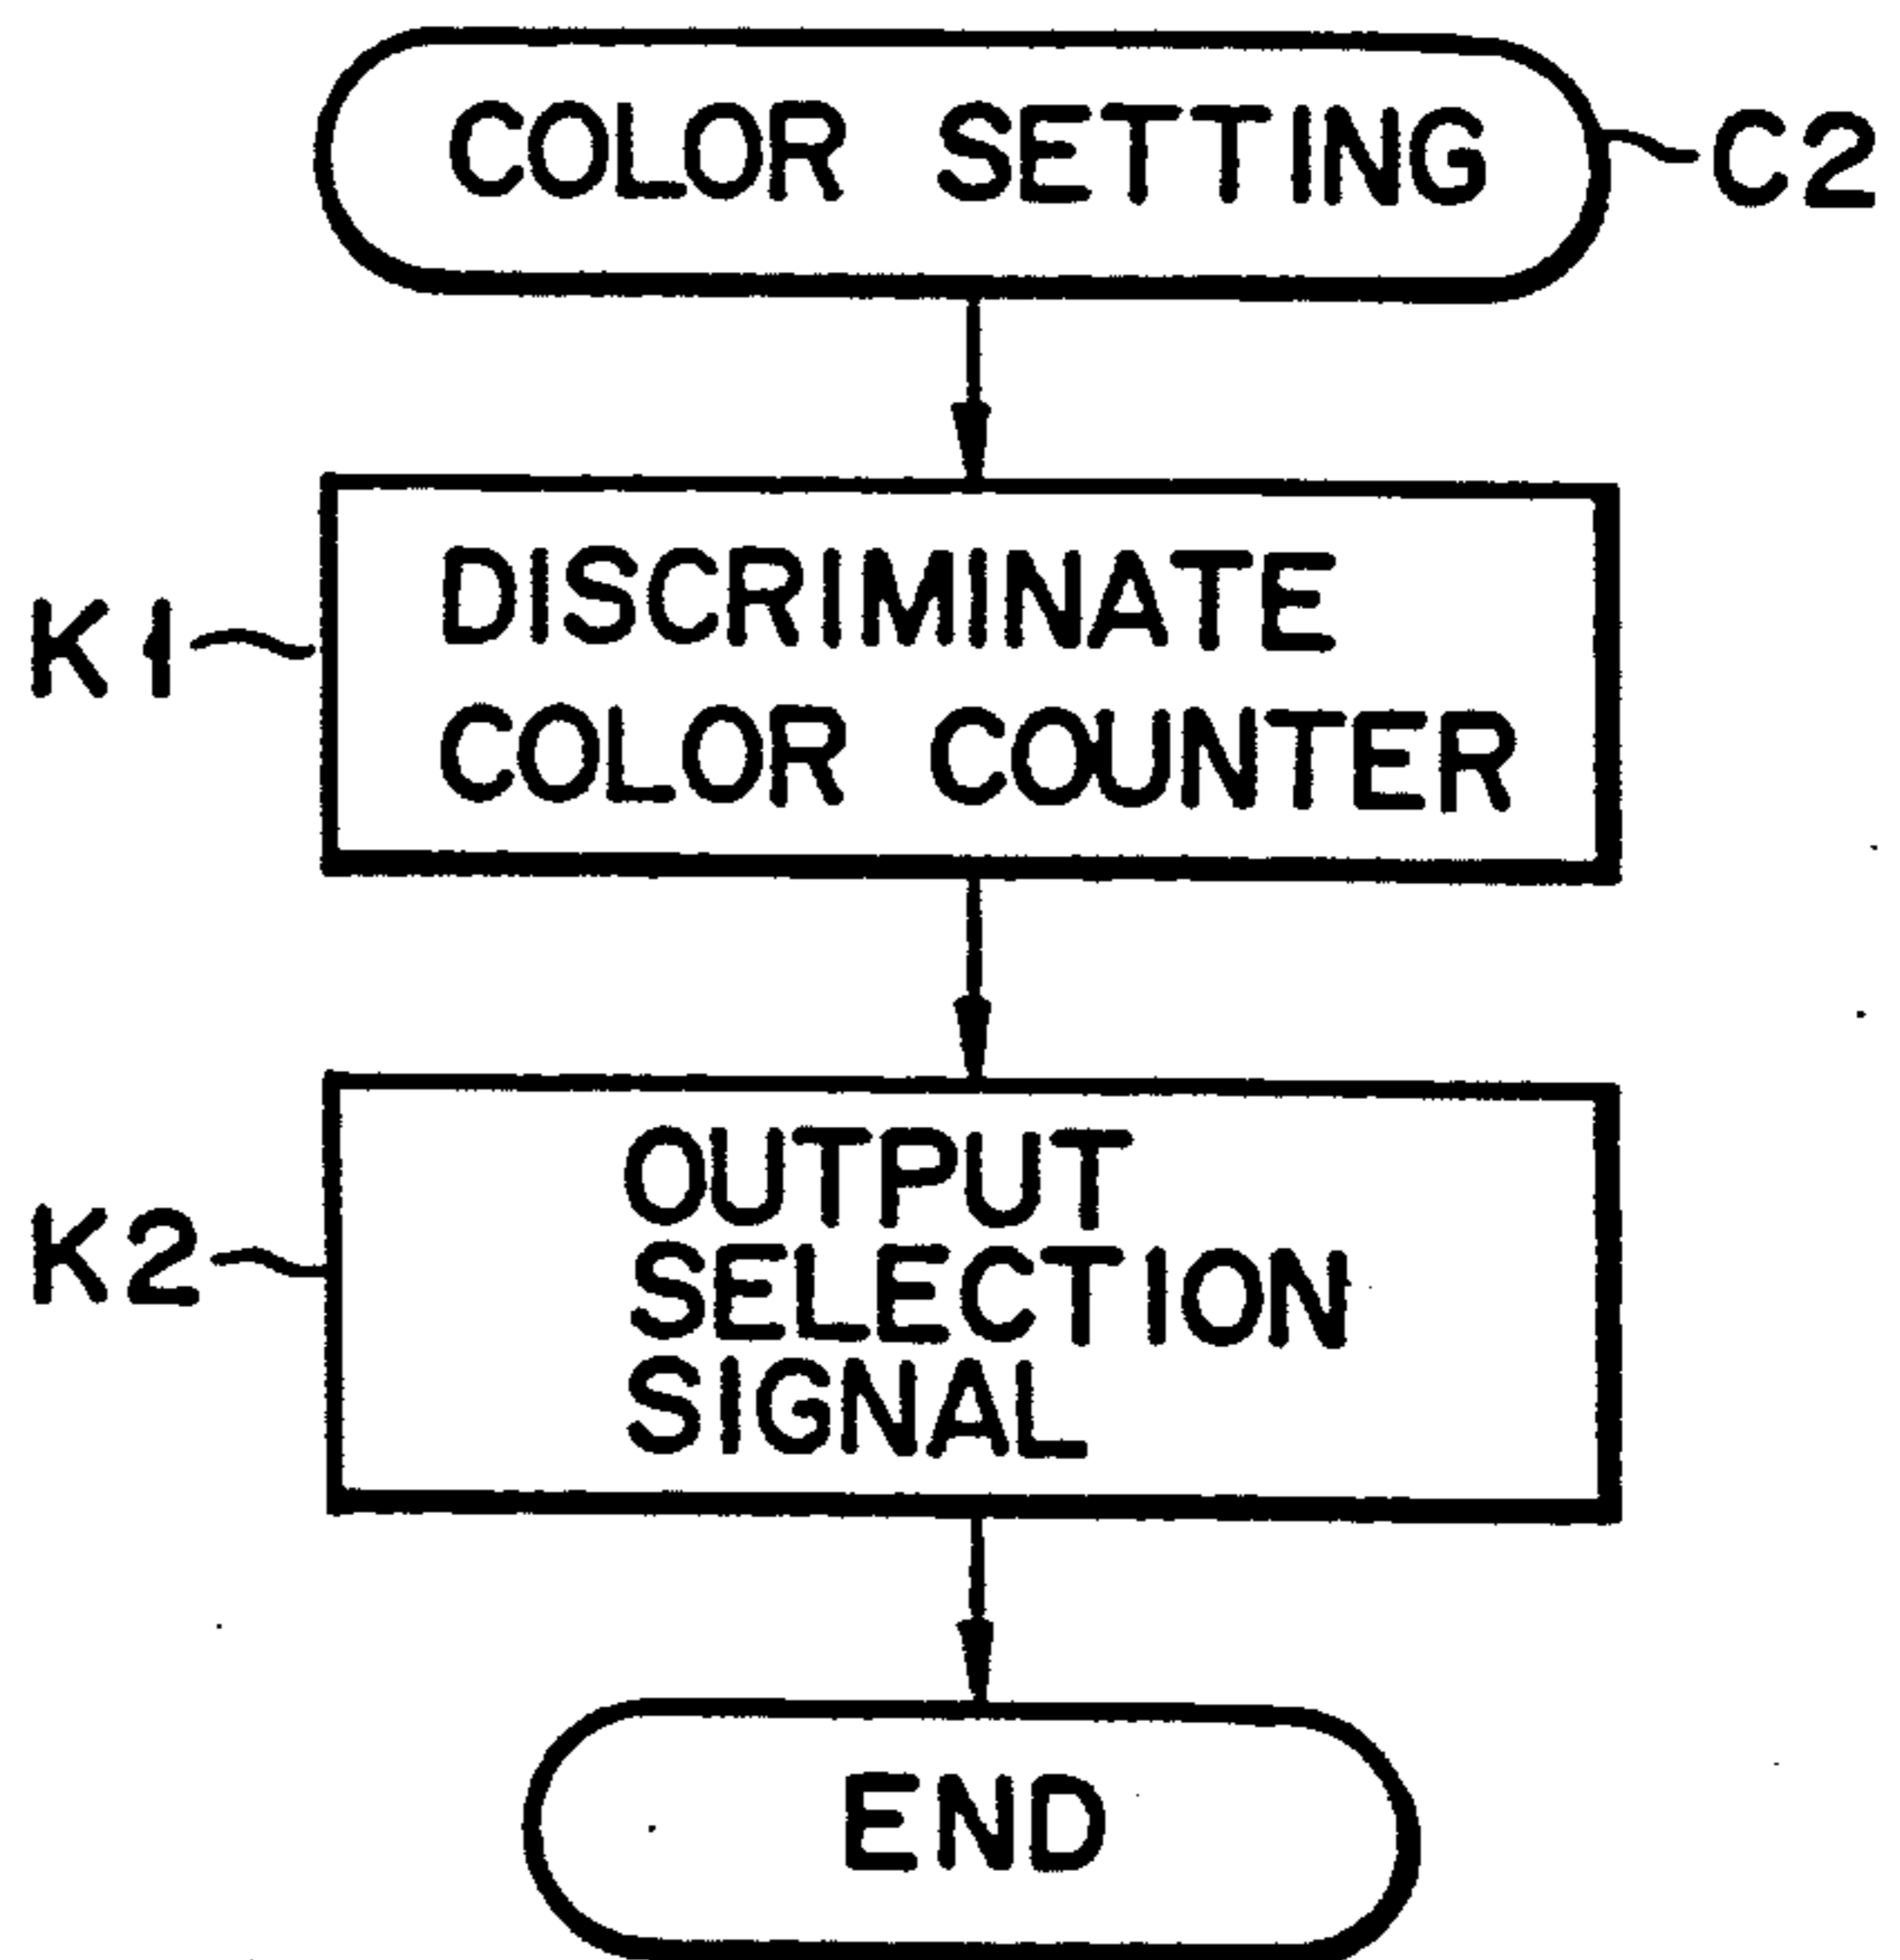 COLOR SETTING
C2
K1
DISCRIMINATE
COLOR COUNTER
K2
OUTPUT
SELECTION
SIGNAL
END